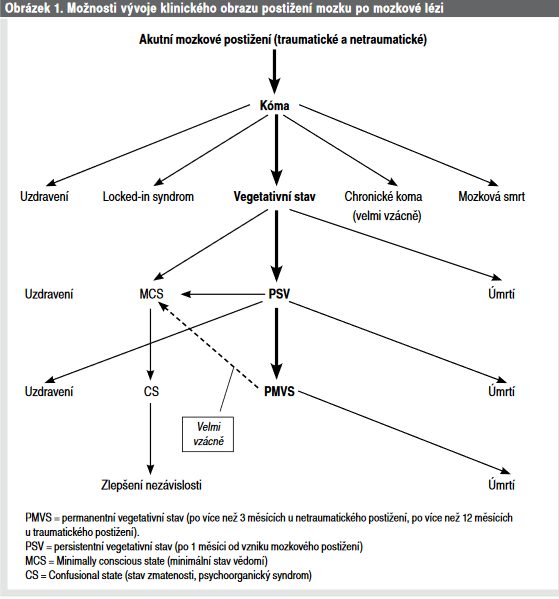 Obrázek 1. Možnosti vývoje klinického obrazu postižení mozku po mozkové lézi
Akutní mozkové postižení (traumatické a netraumatické)
Kóma
Uzdravení
Locked-in syndrom
Vegetativní stav
Chronické koma
(velmi vzácně)
Mozková smrt
Uzdravení
MCS
PSV
Úmrtí
Uzdravení
CS
PMVS
Úmrtí
Velmi
vzácně
Zlepšení nezávislosti
Úmrtí
PMVS = permanentní vegetativní stav (po více než 3 měsících u netraumatického postižení, po více než 12 měsících
u traumatického postižení).
PSV = persistentní vegetativní stav (po 1 měsíci od vzniku mozkového postižení)
MCS = Minimally conscious state (minimální stav vědomí)
CS = Confusional state (stav zmatenosti, psychoorganický syndrom)